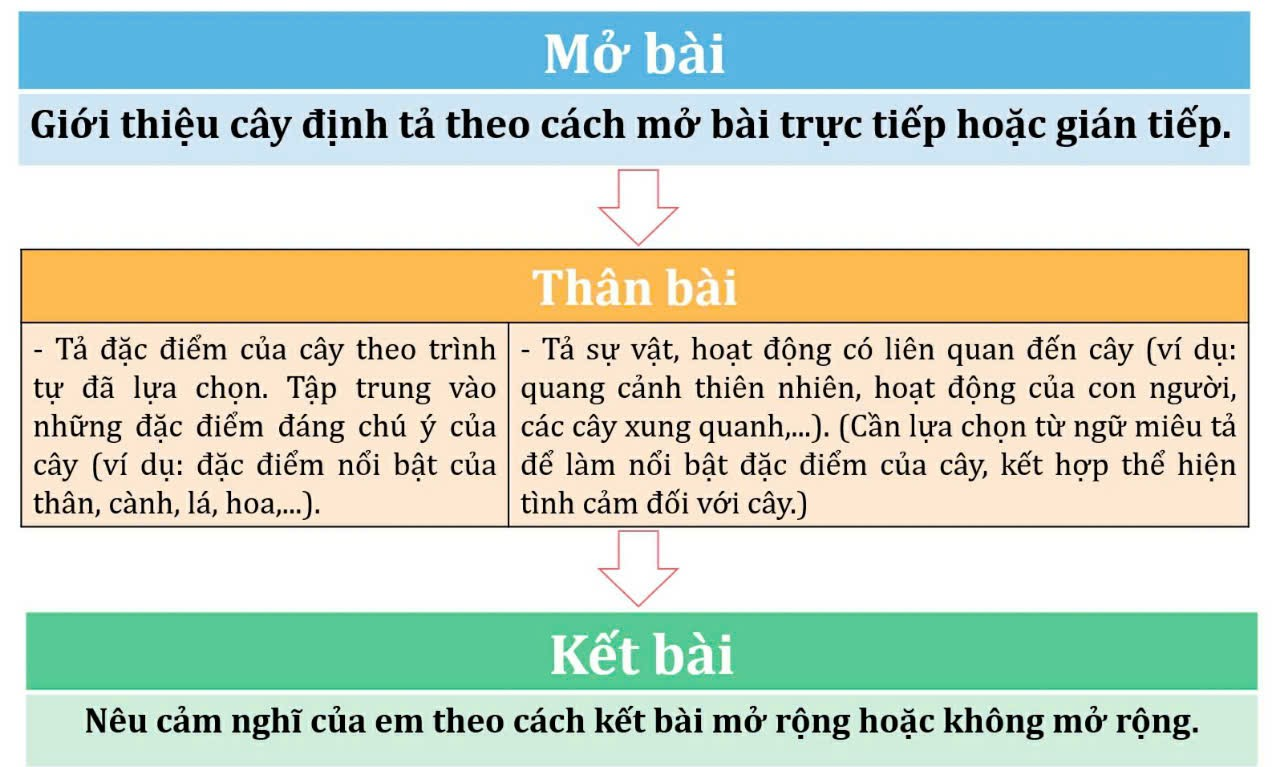 Mở bài
Giới thiệu cây định tả theo cách mở bài trực tiếp hoặc gián tiếp.
Thân bài
- Tả đặc điểm của cây theo trình
tự đã lựa chọn. Tập trung vào
những đặc điểm đáng chú ý của
cây (ví dụ: đặc điểm nổi bật của
thân, cành, lá, hoa,...).
- Tả sự vật, hoạt động có liên quan đến cây (ví dụ:
quang cảnh thiên nhiên, hoạt động của con người,
các cây xung quanh,...). (Cần lựa chọn từ ngữ miêu tả
để làm nổi bật đặc điểm của cây, kết hợp thể hiện
tình cảm đối với cây.)
Kết bài
Nêu cảm nghĩ của em theo cách kết bài mở rộng hoặc không mở rộng.